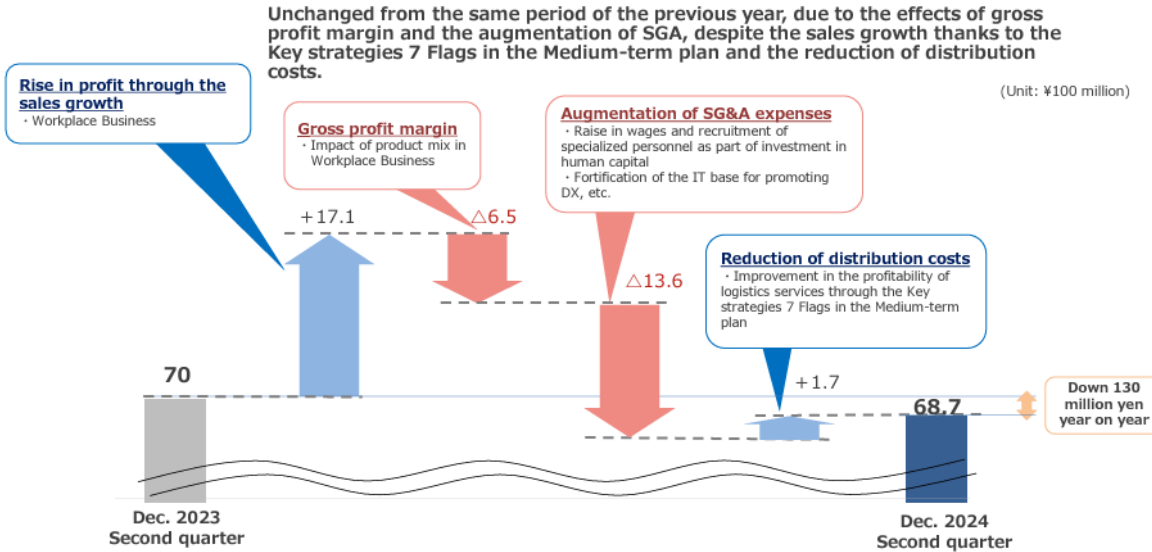 Unchanged from the same period of the previous year, due to the effects of gross
profit margin and the augmentation of SGA, despite the sales growth thanks to the
Key strategies 7 Flags in the Medium-term plan and the reduction of distribution
costs.
(Unit: ¥100 million)
Rise in profit through the
sales growth
・Workplace Business
Gross profit margin
・Impact of product mix in
Workplace Business
Augmentation of SG&A expenses
・Raise in wages and recruitment of
specialized personnel as part of investment in
human capital
・Fortification of the IT base for promoting
DX, etc.
+17.1
△6.5
△13.6
Reduction of distribution costs
・Improvement in the profitability of
logistics services through the Key
strategies 7 Flags in the Medium-term
plan
70
+1.7
68.7
Down 130
million yen
year on year
Dec. 2023
Second quarter
Dec. 2024
Second quarter